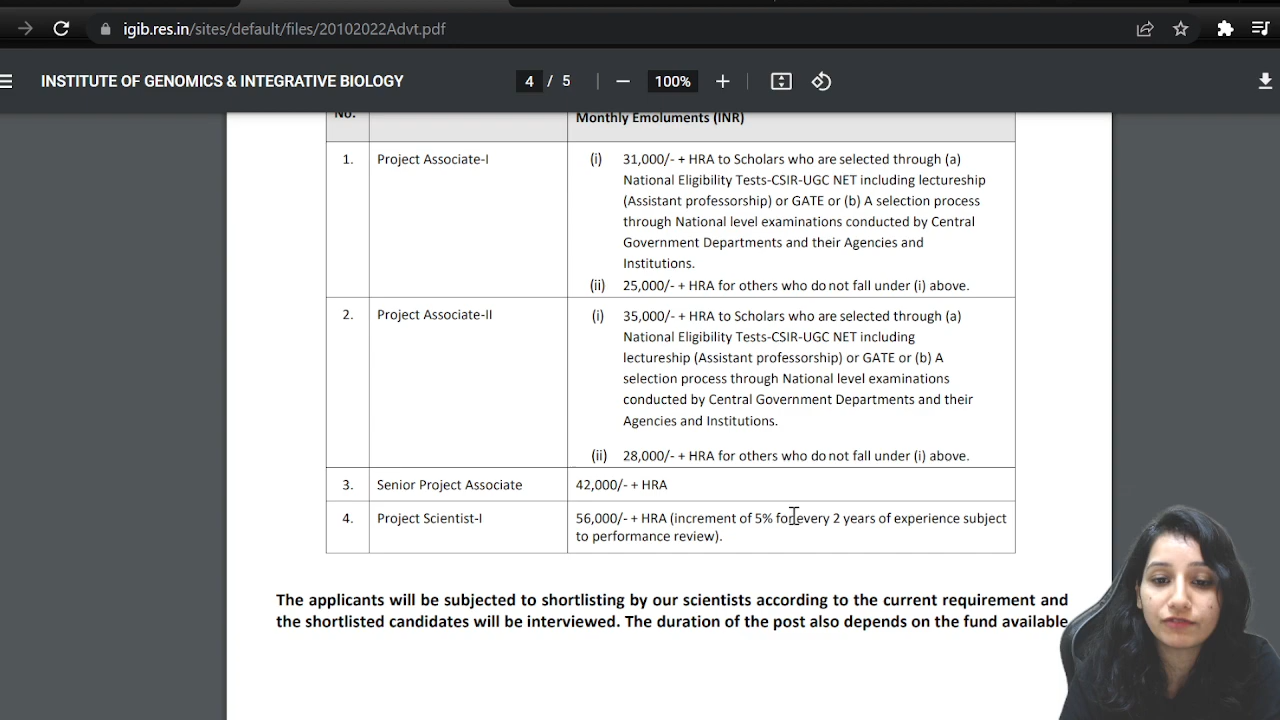 igib.res.in/sites/default/files/20102022Advt.pdf
INSTITUTE OF GENOMICS & INTEGRATIVE BIOLOGY
4 / 5
100%
No.
Monthly Emoluments (INR)
1. Project Associate-I (i) 31,000/- + HRA to Scholars who are selected through (a)
National Eligibility Tests-CSIR-UGC NET including lectureship
(Assistant professorship) or GATE or (b) A selection process
through National level examinations conducted by Central
Government Departments and their Agencies and
Institutions.
(ii) 25,000/- + HRA for others who do not fall under (i) above.
2. Project Associate-II (i) 35,000/- + HRA to Scholars who are selected through (a)
National Eligibility Tests-CSIR-UGC NET including
lectureship (Assistant professorship) or GATE or (b) A
selection process through National level examinations
conducted by Central Government Departments and their
Agencies and Institutions.
(ii) 28,000/- + HRA for others who do not fall under (i) above.
3. Senior Project Associate 42,000/- + HRA
4. Project Scientist-I 56,000/- + HRA (increment of 5% for every 2 years of experience subject
to performance review).
The applicants will be subjected to shortlisting by our scientists according to the current requirement and
the shortlisted candidates will be interviewed. The duration of the post also depends on the fund available